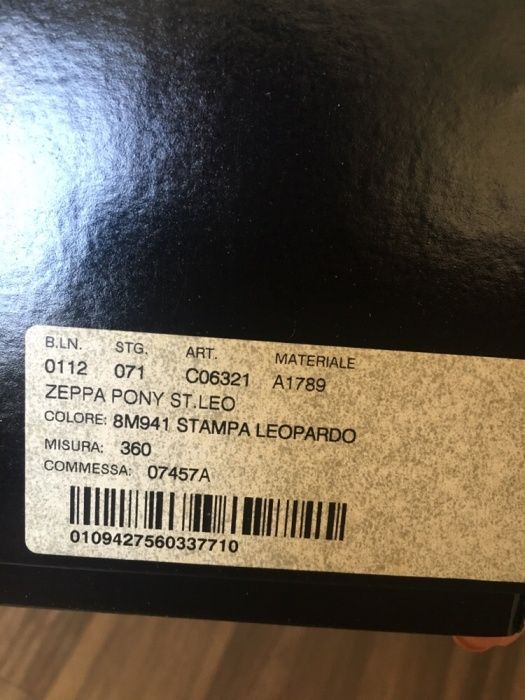 B.LN. STG. ART. MATERIALE
0112 071 C06321 A1789
ZEPPA PONY ST.LEO
COLORE: 8M941 STAMPA LEOPARDO
MISURA: 360
COMMESSA: 07457A
0109427560337710